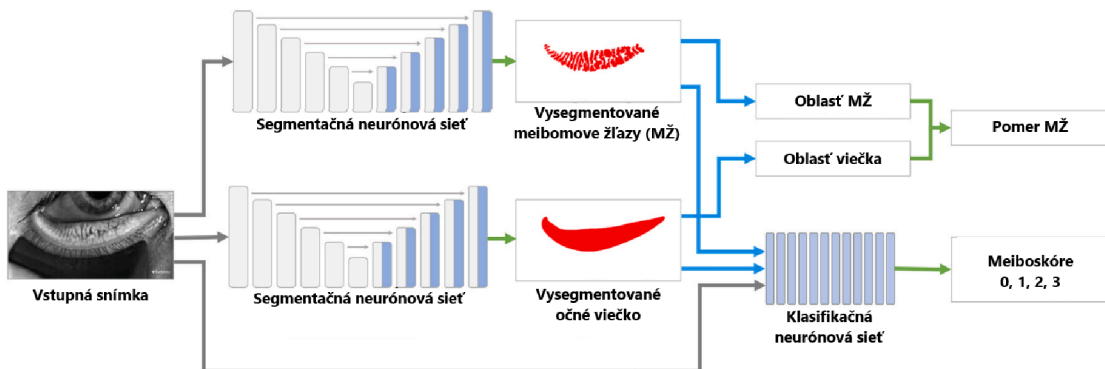 Segmentačná neurónová sieť
Vysegmentované
meibomove žľazy (MŽ)
Oblasť MŽ
Pomer MŽ
Oblasť viečka
Vstupná snímka
Segmentačná neurónová sieť
Vysegmentované
očné viečko
Klasifikačná
neurónová sieť
Meiboskóre
0, 1, 2, 3